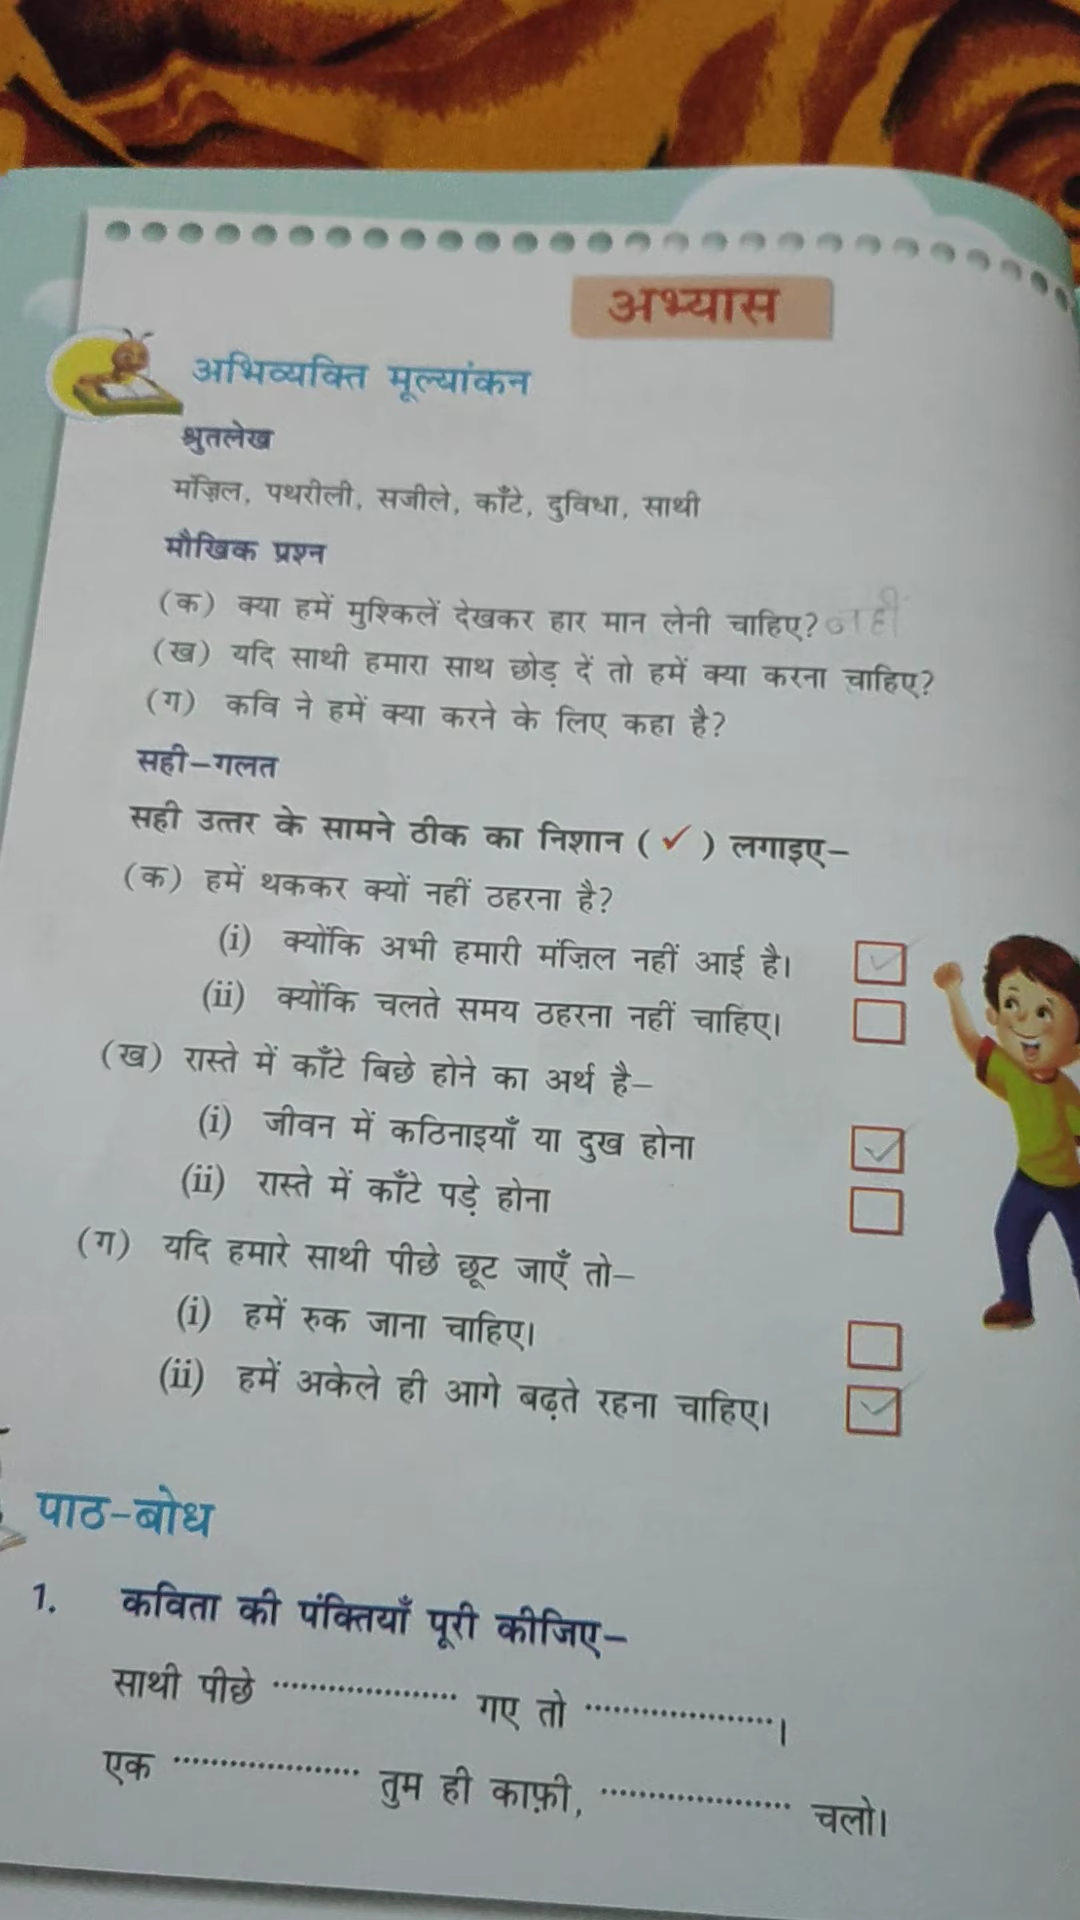 अभ्यास
अभिव्यक्ति मूल्यांकन
श्रुतलेख
मंज़िल, पथरीली, सजीले, काँटे, दुविधा, साथी
मौखिक प्रश्न
(क) क्या हमें मुश्किलें देखकर हार मान लेनी चाहिए? नहीं
(ख) यदि साथी हमारा साथ छोड़ दें तो हमें क्या करना चाहिए?
(ग) कवि ने हमें क्या करने के लिए कहा है?
सही-गलत
सही उत्तर के सामने ठीक का निशान (✓) लगाइए–
(क) हमें थककर क्यों नहीं ठहरना है?
(i) क्योंकि अभी हमारी मंज़िल नहीं आई है। ✓
(ii) क्योंकि चलते समय ठहरना नहीं चाहिए।
(ख) रास्ते में काँटे बिछे होने का अर्थ है–
(i) जीवन में कठिनाइयाँ या दुख होना ✓
(ii) रास्ते में काँटे पड़े होना
(ग) यदि हमारे साथी पीछे छूट जाएँ तो–
(i) हमें रुक जाना चाहिए।
(ii) हमें अकेले ही आगे बढ़ते रहना चाहिए। ✓
पाठ-बोध
1. कविता की पंक्तियाँ पूरी कीजिए–
साथी पीछे .................... गए तो ....................।
एक .................... तुम ही काफ़ी, .................... चलो।